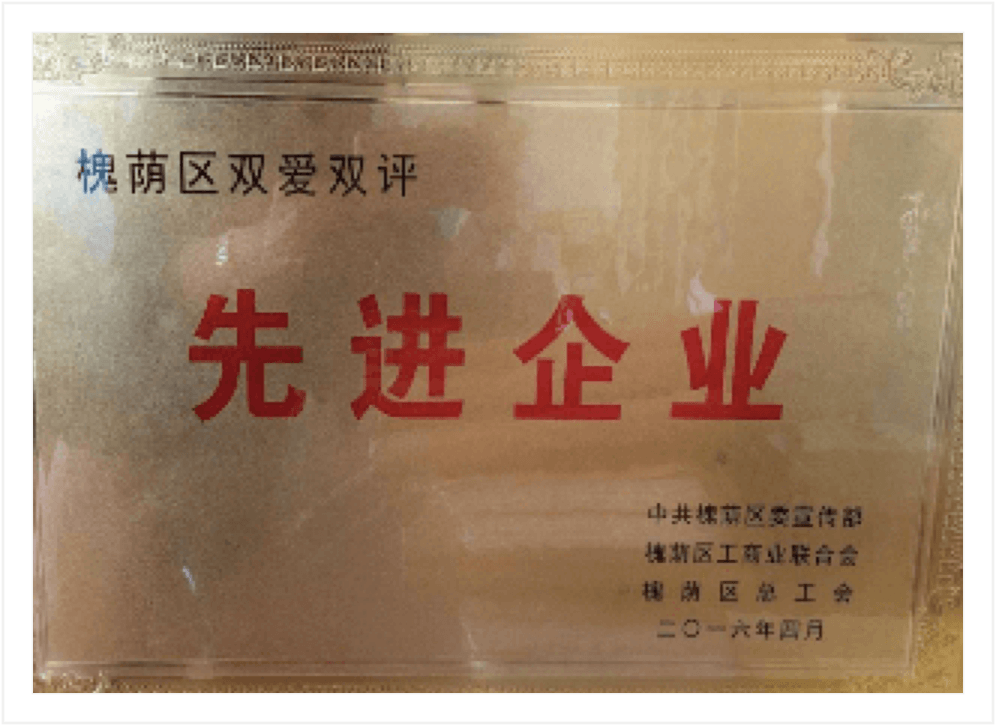 槐荫区双爱双评
先进企业
中共槐荫区委宣传部
槐荫区工商业联合会
槐荫区总工会
二〇一六年四月